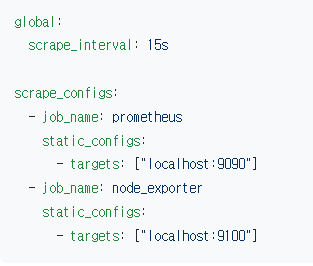 global:
  scrape_interval: 15s

scrape_configs:
  - job_name: prometheus
    static_configs:
      - targets: ["localhost:9090"]
  - job_name: node_exporter
    static_configs:
      - targets: ["localhost:9100"]